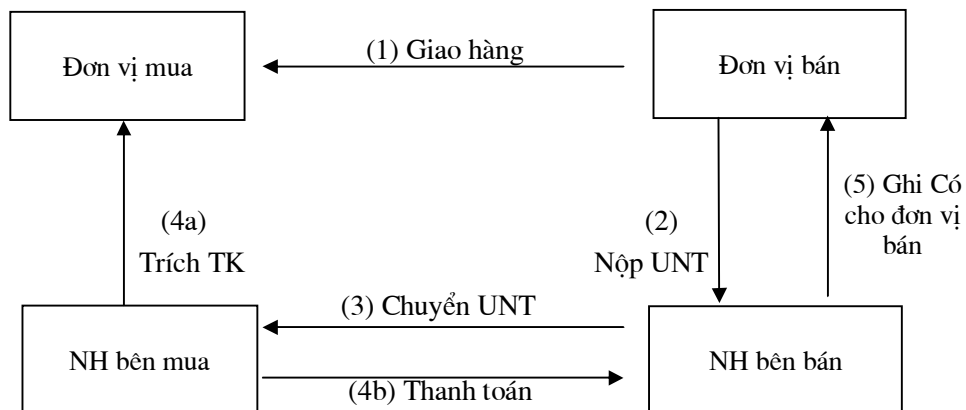 (1) Giao hàng
Đơn vị mua
Đơn vị bán
(4a)
Trích TK
(2)
Nộp UNT
(5) Ghi Có
cho đơn vị
bán
(3) Chuyển UNT
NH bên mua
NH bên bán
(4b) Thanh toán